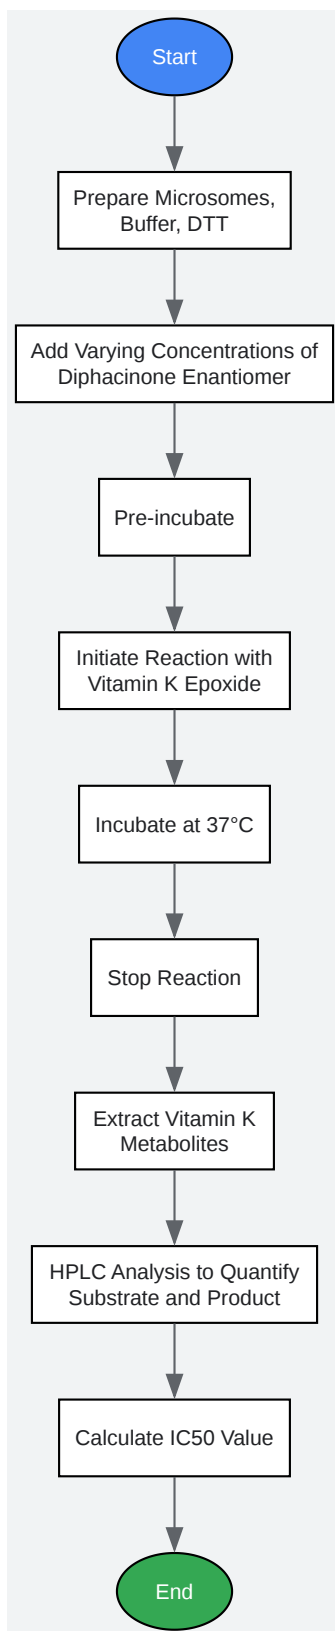 Start
Prepare Microsomes,
Buffer, DTT
Add Varying Concentrations of
Diphacinone Enantiomer
Pre-incubate
Initiate Reaction with
Vitamin K Epoxide
Incubate at 37°C
Stop Reaction
Extract Vitamin K
Metabolites
HPLC Analysis to Quantify
Substrate and Product
Calculate IC50 Value
End